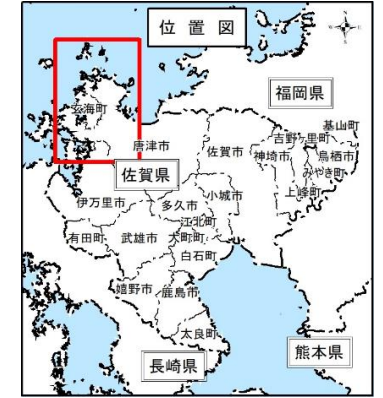 位置図
福岡県
玄海町
基山町
吉野ヶ里町
唐津市
佐賀市
神埼市
鳥栖市
みやき町
佐賀県
上峰町
小城市
伊万里市
多久市
江北町
有田町
武雄市
大町町
白石町
嬉野市
鹿島市
太良町
長崎県
熊本県